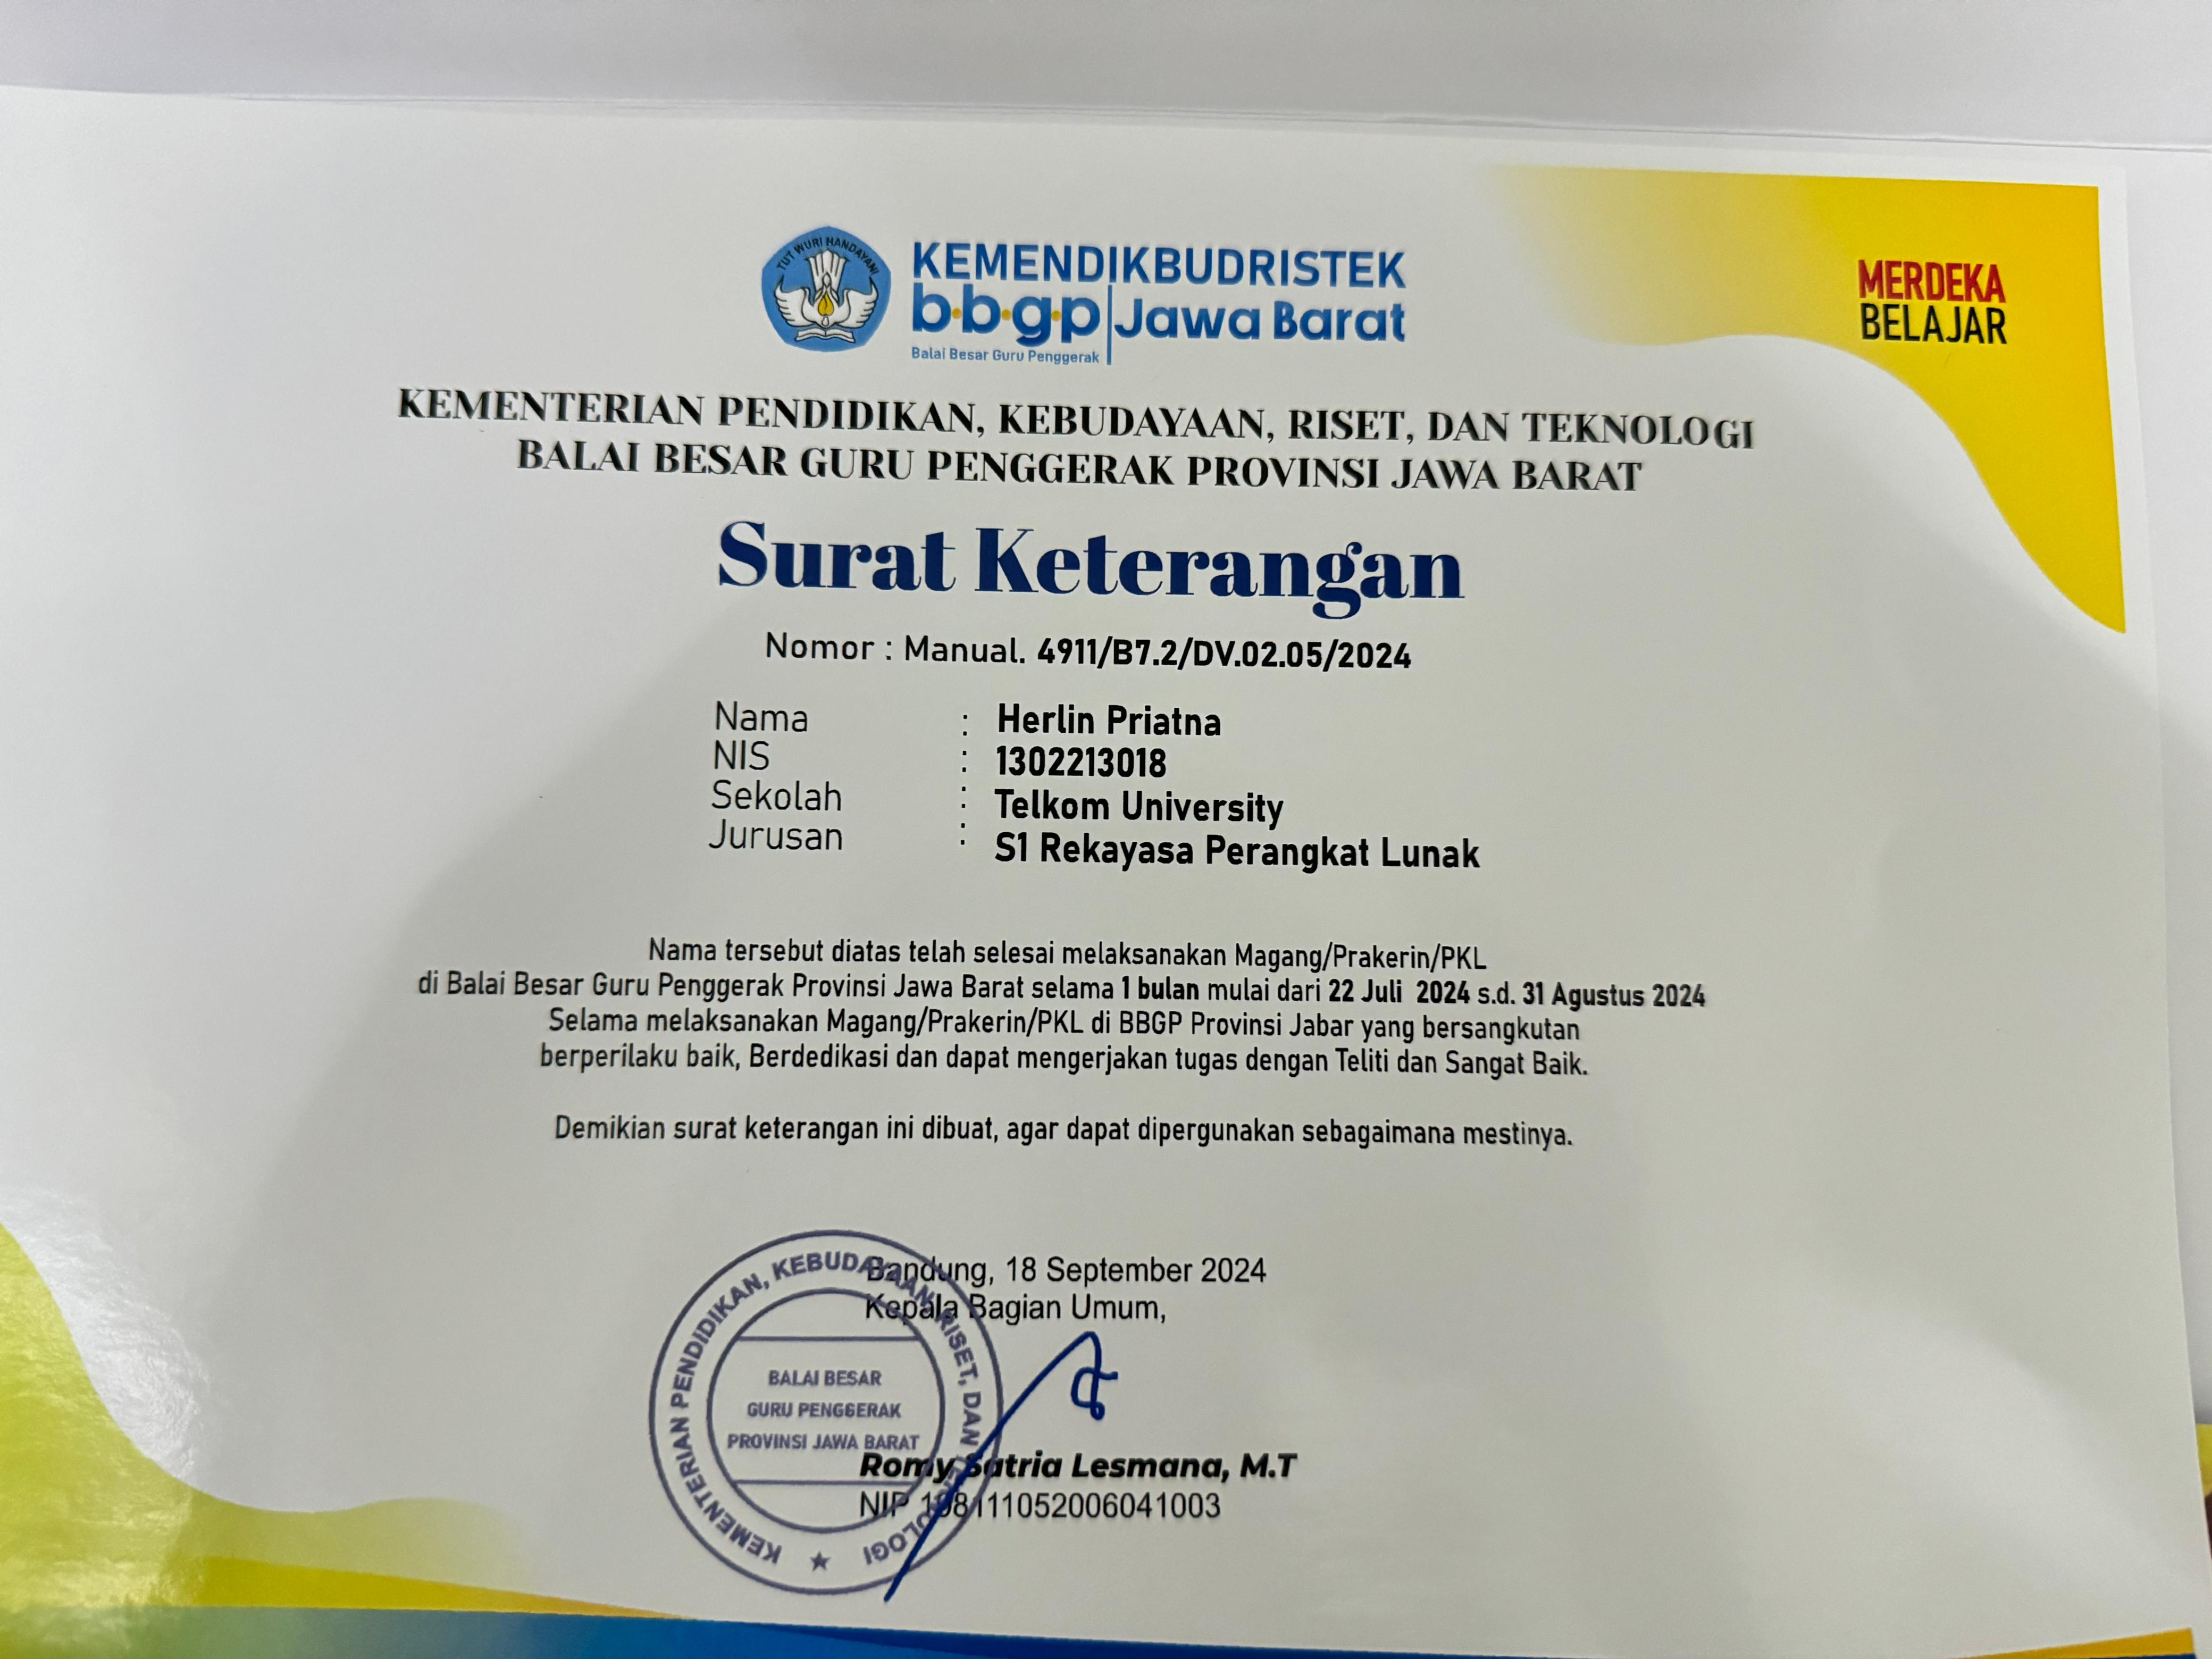 TUT WURI HANDAYANI
KEMENDIKBUDRISTEK
b·b·g·p Jawa Barat
Balai Besar Guru Penggerak
MERDEKA
BELAJAR
KEMENTERIAN PENDIDIKAN, KEBUDAYAAN, RISET, DAN TEKNOLOGI
BALAI BESAR GURU PENGGERAK PROVINSI JAWA BARAT
Surat Keterangan
Nomor : Manual. 4911/B7.2/DV.02.05/2024
Nama : Herlin Priatna
NIS : 1302213018
Sekolah : Telkom University
Jurusan : S1 Rekayasa Perangkat Lunak
Nama tersebut diatas telah selesai melaksanakan Magang/Prakerin/PKL
di Balai Besar Guru Penggerak Provinsi Jawa Barat selama 1 bulan mulai dari 22 Juli 2024 s.d. 31 Agustus 2024
Selama melaksanakan Magang/Prakerin/PKL di BBGP Provinsi Jabar yang bersangkutan
berperilaku baik, Berdedikasi dan dapat mengerjakan tugas dengan Teliti dan Sangat Baik.
Demikian surat keterangan ini dibuat, agar dapat dipergunakan sebagaimana mestinya.
Bandung, 18 September 2024
Kepala Bagian Umum,
KEMENTERIAN PENDIDIKAN, KEBUDAYAAN, RISET, DAN TEKNOLOGI
BALAI BESAR
GURU PENGGERAK
PROVINSI JAWA BARAT
Romy Satria Lesmana, M.T
NIP 198111052006041003